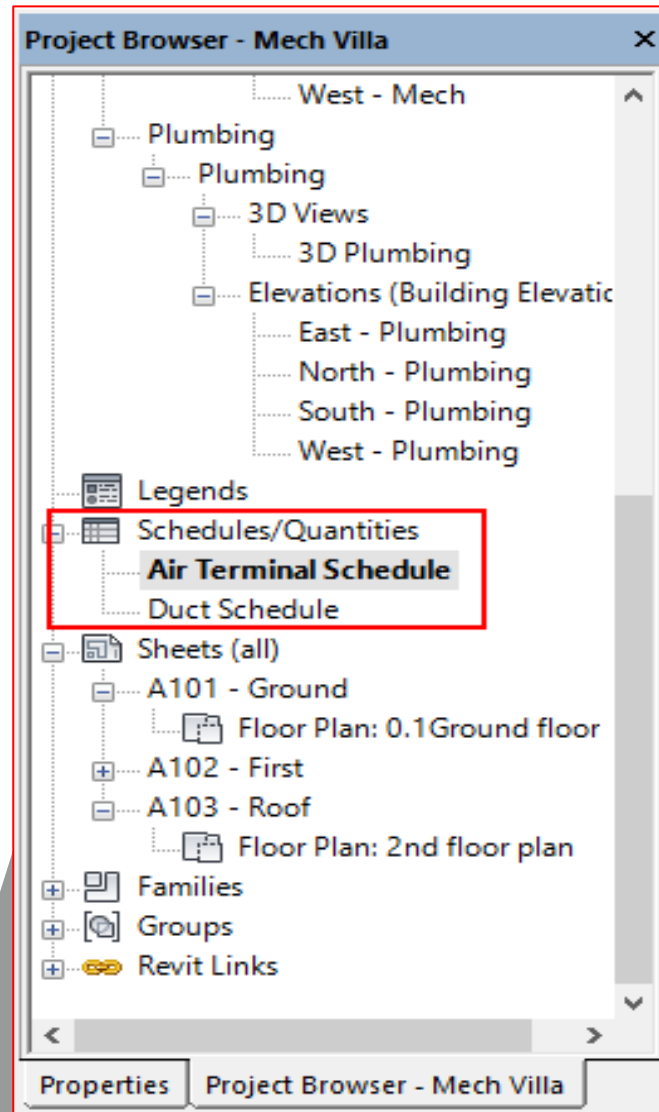 Project Browser - Mech Villa
West - Mech
Plumbing
Plumbing
3D Views
3D Plumbing
Elevations (Building Elevatic
East - Plumbing
North - Plumbing
South - Plumbing
West - Plumbing
Legends
Schedules/Quantities
Air Terminal Schedule
Duct Schedule
Sheets (all)
A101 - Ground
Floor Plan: 0.1Ground floor
A102 - First
A103 - Roof
Floor Plan: 2nd floor plan
Families
Groups
Revit Links
Properties Project Browser - Mech Villa